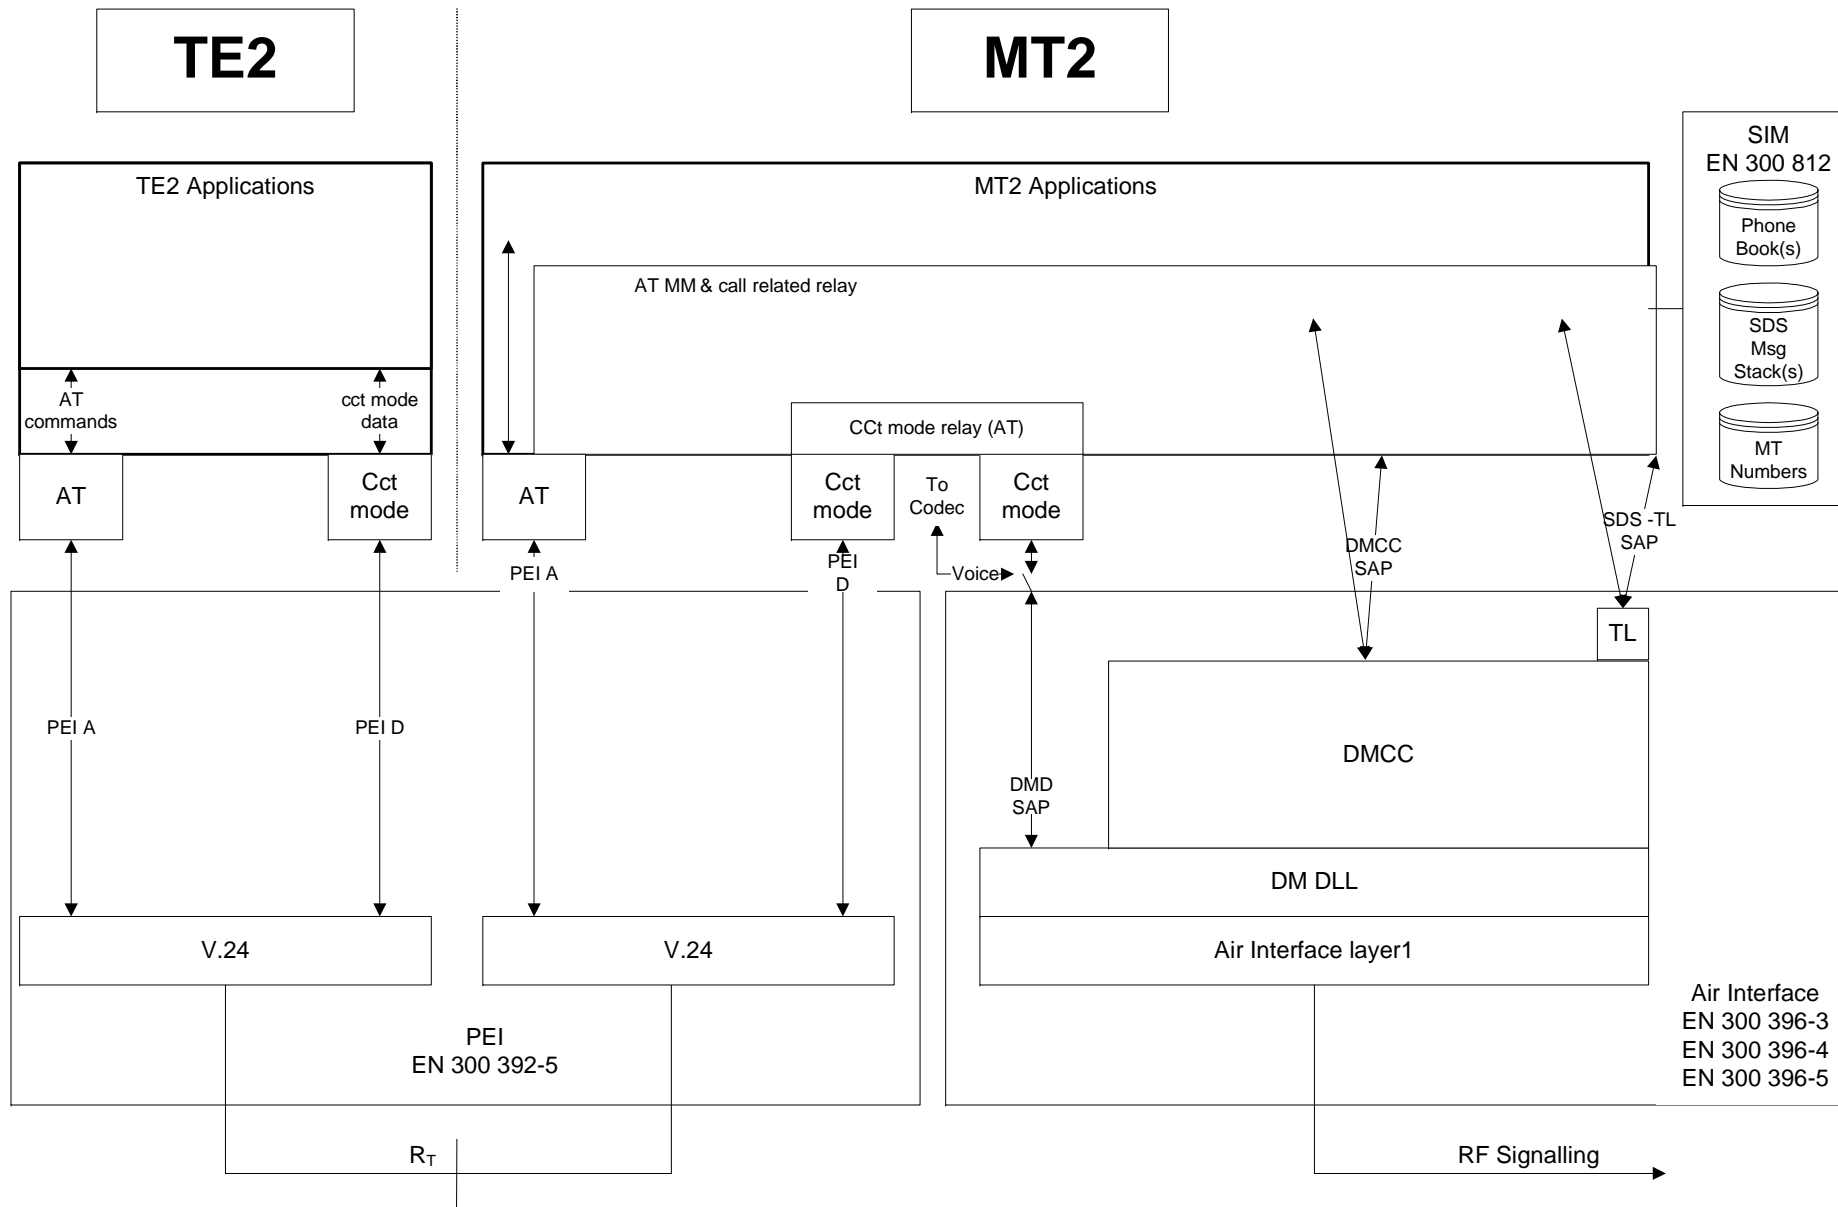 TE2
MT2
SIM
EN 300 812
Phone
Book(s)
SDS
Msg
Stack(s)
MT
Numbers
TE2 Applications
MT2 Applications
AT MM & call related relay
AT
commands
cct mode
data
CCt mode relay (AT)
AT
Cct
mode
AT
Cct
mode
To
Codec
Cct
mode
SDS -TL
SAP
DMCC
SAP
PEI A
PEI
D
Voice
TL
PEI A
PEI D
DMCC
DMD
SAP
DM DLL
V.24
V.24
Air Interface layer1
PEI
EN 300 392-5
Air Interface
EN 300 396-3
EN 300 396-4
EN 300 396-5
RT
RF Signalling